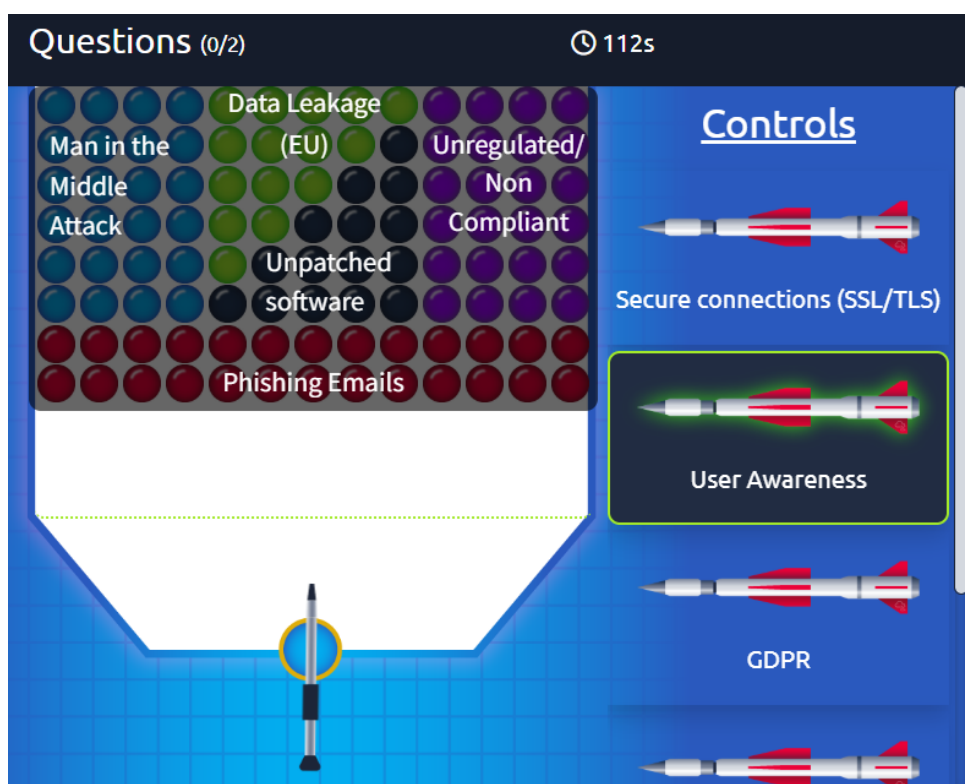 Questions (0/2)
112s
Data Leakage
(EU)
Man in the
Middle
Attack
Unregulated/
Non
Compliant
Unpatched
software
Phishing Emails
Controls
Secure connections (SSL/TLS)
User Awareness
GDPR